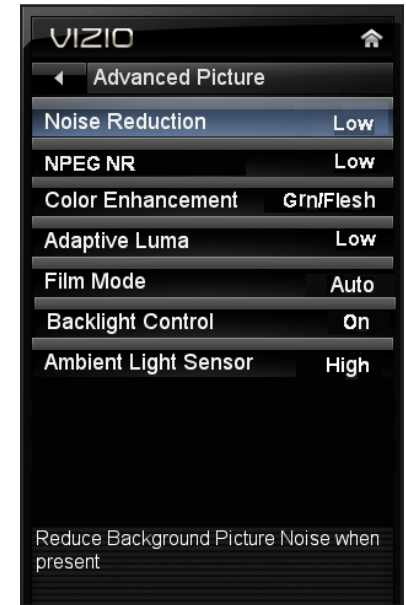 VIZIO
Advanced Picture
Noise Reduction Low
NPEG NR Low
Color Enhancement Grn/Flesh
Adaptive Luma Low
Film Mode Auto
Backlight Control On
Ambient Light Sensor High
Reduce Background Picture Noise when
present